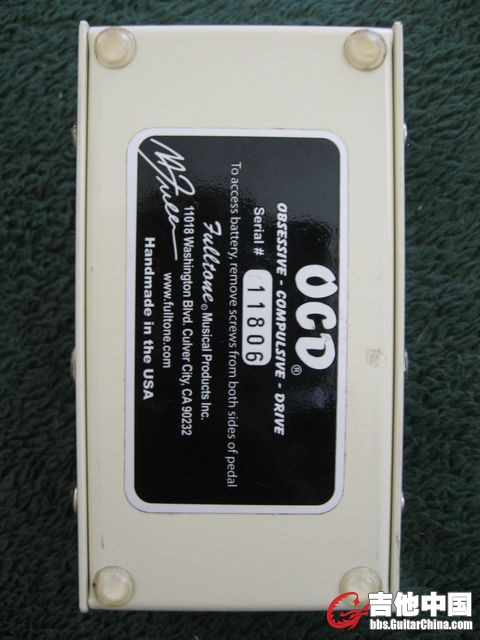 OCD®
OBSESSIVE - COMPULSIVE - DRIVE
Serial # 11806
To access battery, remove screws from both sides of pedal
Fulltone® Musical Products Inc.
11018 Washington Blvd. Culver City, CA 90232
www.fulltone.com
Handmade in the USA
吉他中国
bbs.GuitarChina.com